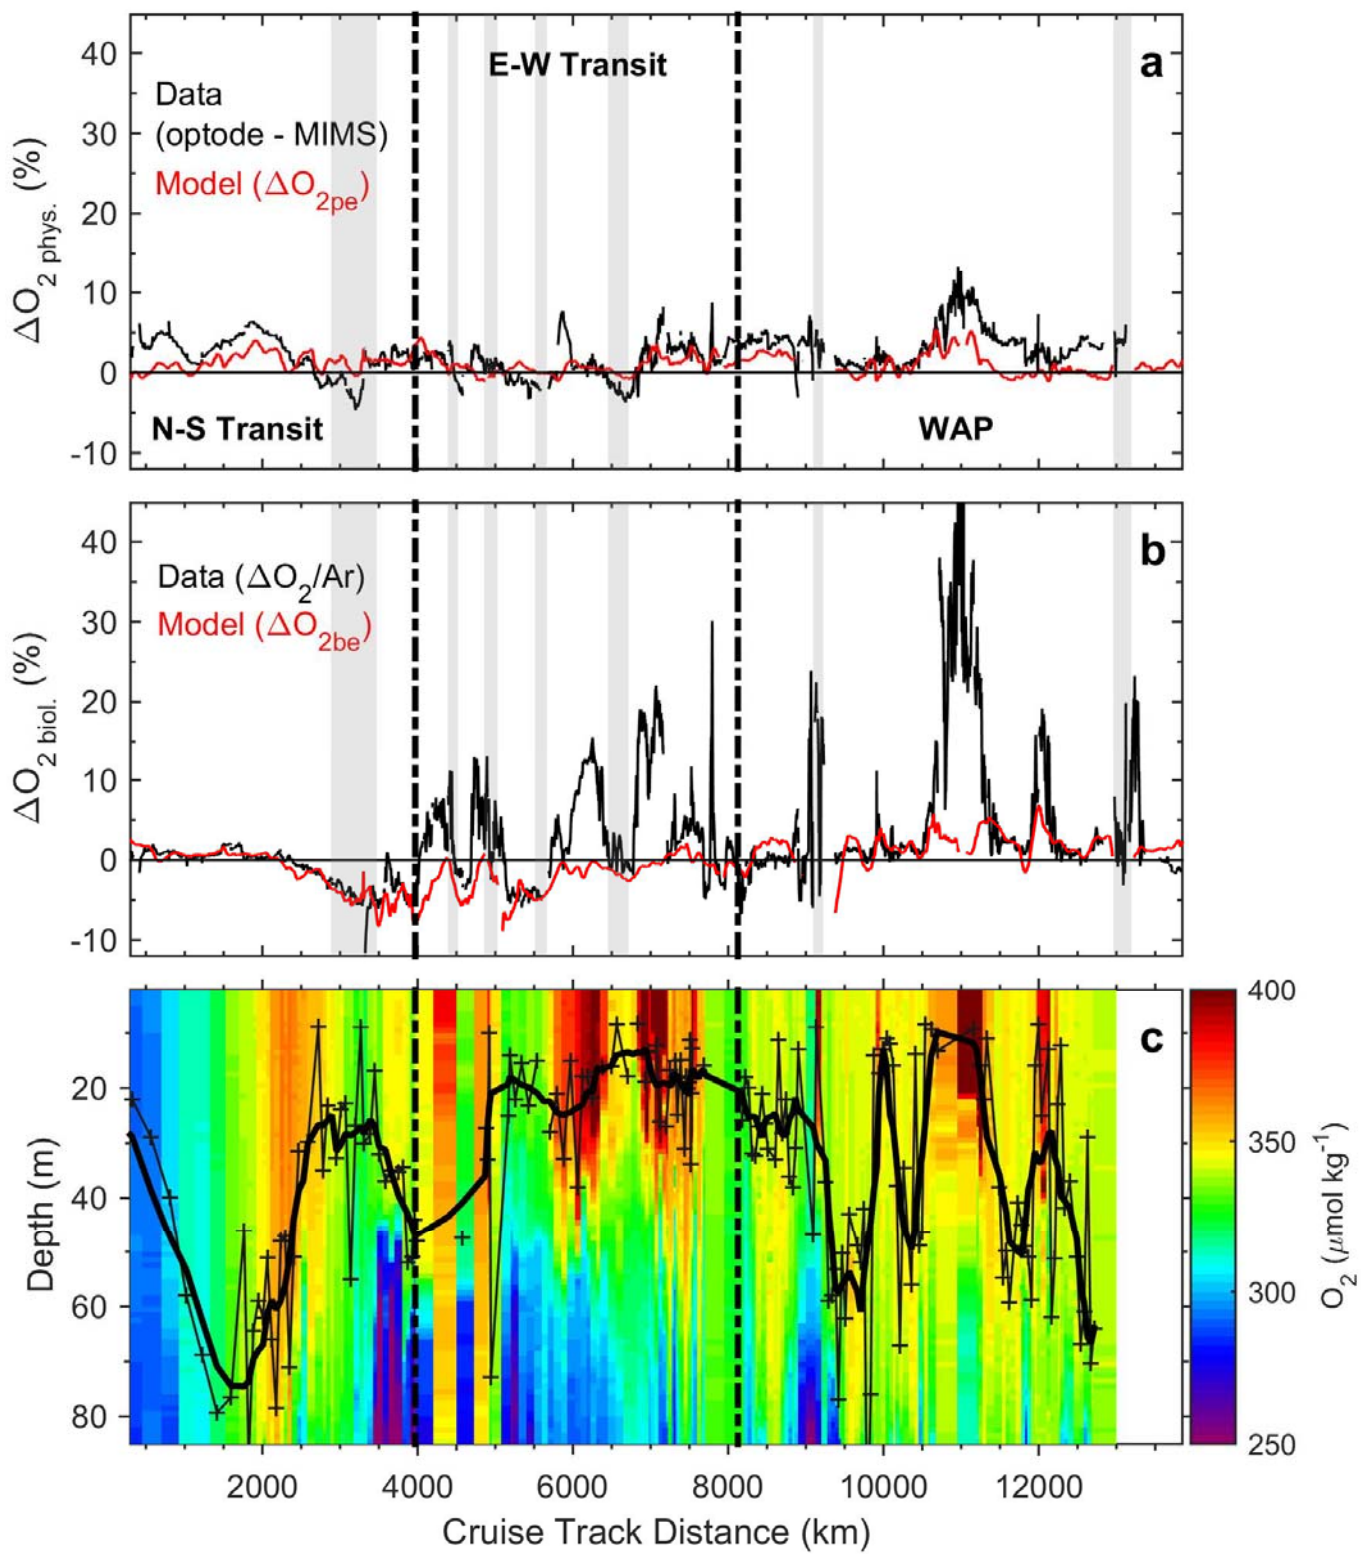 a
E-W Transit
Data
(optode - MIMS)
Model (ΔO2pe)
N-S Transit
WAP
ΔO2 phys. (%)
40
30
20
10
0
-10
b
Data (ΔO2/Ar)
Model (ΔO2be)
ΔO2 biol. (%)
40
30
20
10
0
-10
c
Depth (m)
20
40
60
80
2000 4000 6000 8000 10000 12000
Cruise Track Distance (km)
400
350
300
250
O2 (μmol kg-1)